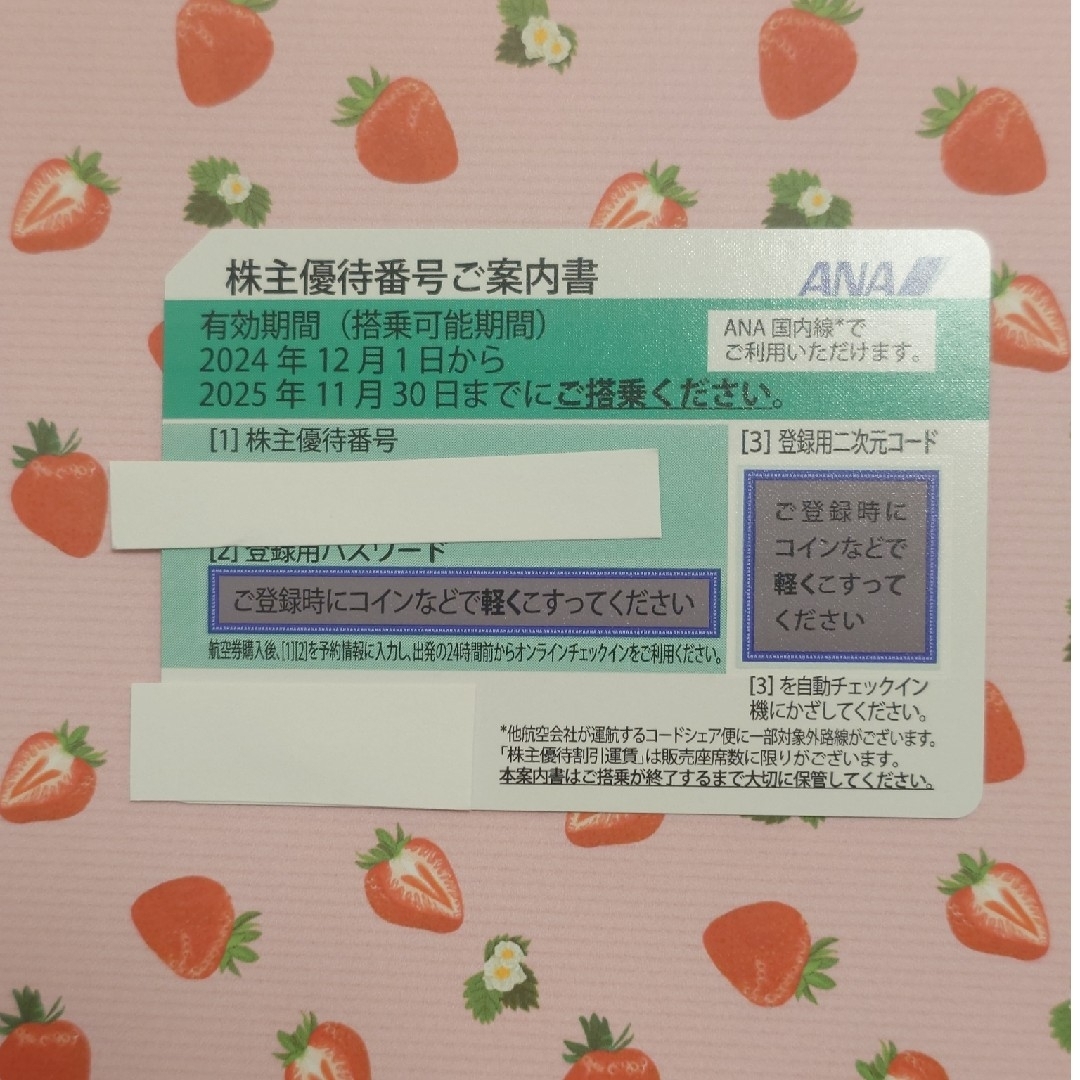 株主優待番号ご案内書
ANA
有効期間（搭乗可能期間）
2024年12月1日から
2025年11月30日までにご搭乗ください。
ANA国内線*で
ご利用いただけます。
[1] 株主優待番号
[2] 登録用パスワード
ご登録時にコインなどで軽くこすってください
航空券購入後、[1][2]を予約情報に入力し、出発の24時間前からオンラインチェックインをご利用ください。
[3] 登録用二次元コード
ご登録時に
コインなどで
軽くこすって
ください
[3] を自動チェックイン
機にかざしてください。
*他航空会社が運航するコードシェア便に一部対象外路線がございます。
「株主優待割引運賃」は販売座席数に限りがございます。
本案内書はご搭乗が終了するまで大切に保管してください。